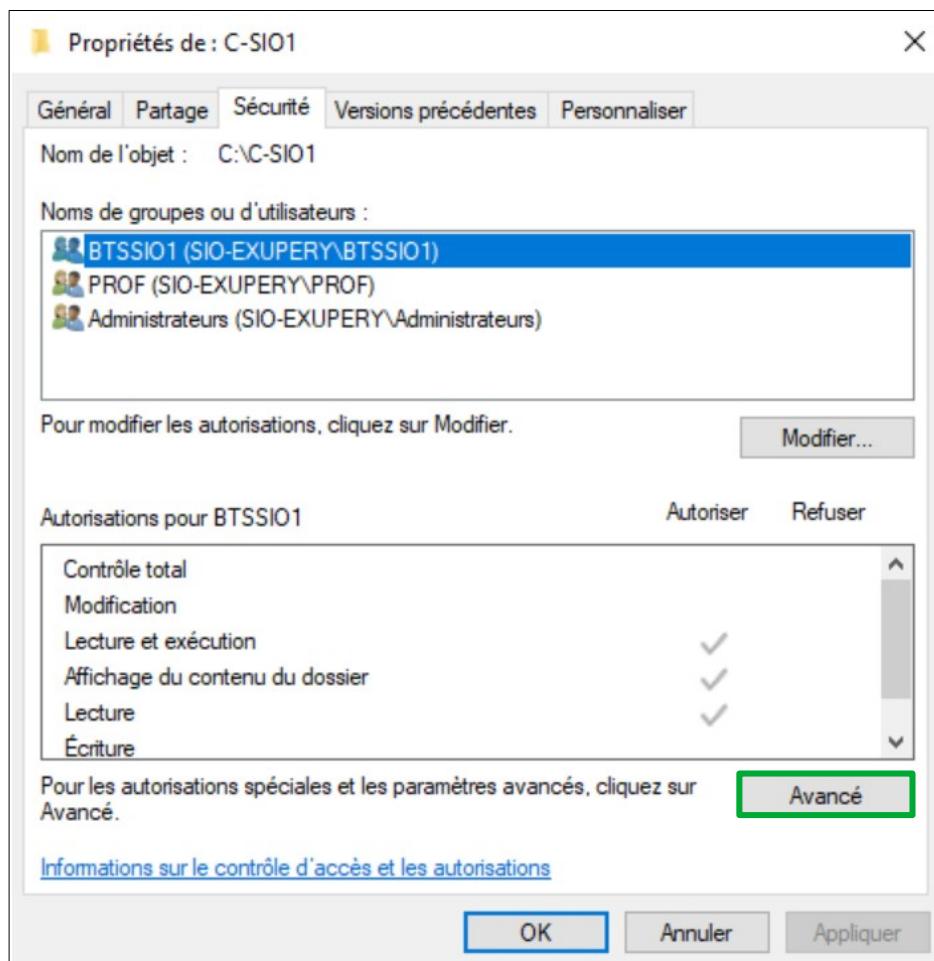 Propriétés de : C-SIO1
Général Partage Sécurité Versions précédentes Personnaliser
Nom de l'objet : C:\C-SIO1
Noms de groupes ou d'utilisateurs :
BTSSIO1 (SIO-EXUPERY\BTSSIO1)
PROF (SIO-EXUPERY\PROF)
Administrateurs (SIO-EXUPERY\Administrateurs)
Pour modifier les autorisations, cliquez sur Modifier.
Modifier...
Autorisations pour BTSSIO1 Autoriser Refuser
Contrôle total
Modification
Lecture et exécution
Affichage du contenu du dossier
Lecture
Écriture
Pour les autorisations spéciales et les paramètres avancés, cliquez sur
Avancé.
Avancé
Informations sur le contrôle d'accès et les autorisations
OK Annuler Appliquer